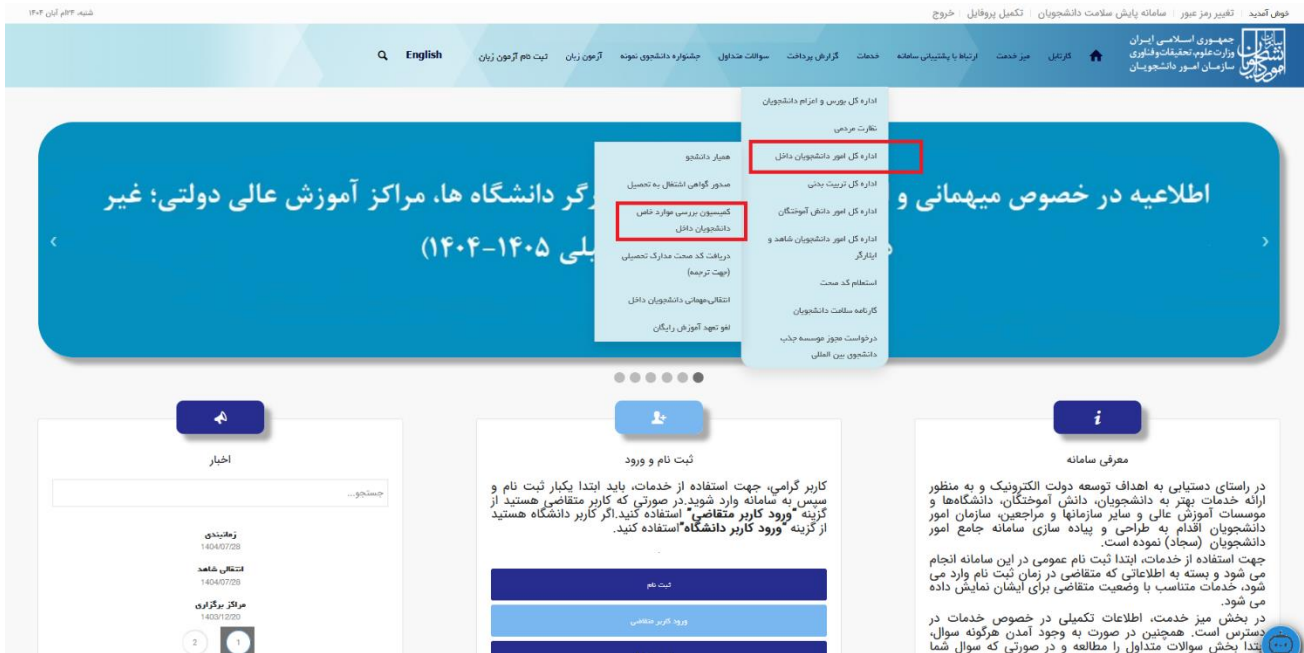 خوش آمدید | تغییر رمز عبور | سامانه پایش سلامت دانشجویان | تکمیل پروفایل | خروج
شنبه، ۲۴ام آبان ۱۴۰۴
جمهوری اسلامی ایران
وزارت علوم، تحقیقات و فناوری
سازمان امور دانشجویان
کارتابل
میز خدمت
ارتباط با پشتیبانی سامانه
خدمات
گزارش پرداخت
سوالات متداول
جشنواره دانشجوی نمونه
آزمون زبان
ثبت نام آزمون زبان
English
اداره کل بورس و اعزام دانشجویان
نظارت مردمی
اداره کل امور دانشجویان داخل
اداره کل تربیت بدنی
اداره کل امور دانش آموختگان
اداره کل امور دانشجویان شاهد و
ایثارگر
استعلام کد صحت
کارنامه سلامت دانشجویان
درخواست مجوز موسسه جذب
دانشجوی بین المللی
همیار دانشجو
صدور گواهی اشتغال به تحصیل
کمیسیون بررسی موارد خاص
دانشجویان داخل
دریافت کد صحت مدارک تحصیلی
(جهت ترجمه)
انتقالی،مهمانی دانشجویان داخل
لغو تعهد آموزش رایگان
اطلاعیه در خصوص میهمانی و رگر دانشگاه ها، مراکز آموزش عالی دولتی؛ غیر
یلی ۱۴۰۵-۱۴۰۴)
معرفی سامانه
در راستای دستیابی به اهداف توسعه دولت الکترونیک و به منظور
ارائه خدمات بهتر به دانشجویان، دانش آموختگان، دانشگاهها و
موسسات آموزش عالی و سایر سازمانها و مراجعین، سازمان امور
دانشجویان اقدام به طراحی و پیاده سازی سامانه جامع امور
دانشجویان (سجاد) نموده است.
جهت استفاده از خدمات، ابتدا ثبت نام عمومی در این سامانه انجام
می شود و بسته به اطلاعاتی که متقاضی در زمان ثبت نام وارد می
شود، خدمات متناسب با وضعیت متقاضی برای ایشان نمایش داده
می شود.
در بخش میز خدمت، اطلاعات تکمیلی در خصوص خدمات در
دسترس است. همچنین در صورت به وجود آمدن هرگونه سوال،
ابتدا بخش سوالات متداول را مطالعه و در صورتی که سوال شما
ثبت نام و ورود
کاربر گرامی، جهت استفاده از خدمات، باید ابتدا یکبار ثبت نام و
سپس به سامانه وارد شوید.در صورتی که کاربر متقاضی هستید از
گزینه "ورود کاربر متقاضی" استفاده کنید.اگر کاربر دانشگاه هستید
از گزینه "ورود کاربر دانشگاه"استفاده کنید.
ثبت نام
ورود کاربر متقاضی
اخبار
جستجو...
زمانبندی
1404/07/28
انتقالی شاهد
1404/07/28
مراکز برگزاری
1403/12/20
1 2